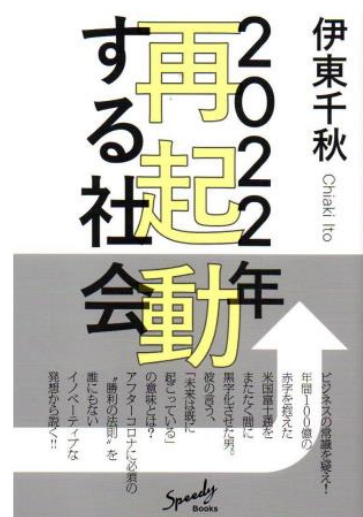 伊東千秋
Chiaki Ito
2022年
再起動
する社会
ビジネスの常識を変え！
年間100億の
赤字を抱えた
米国富士通を
またたく間に
黒字化させた男。
彼の言う、
「未来は既に
起こっている」
の意味とは？
アフターコロナに必須の
“勝利の法則”を
誰にもない
イノベーティブな
発想から説く!!
Speedy
Books